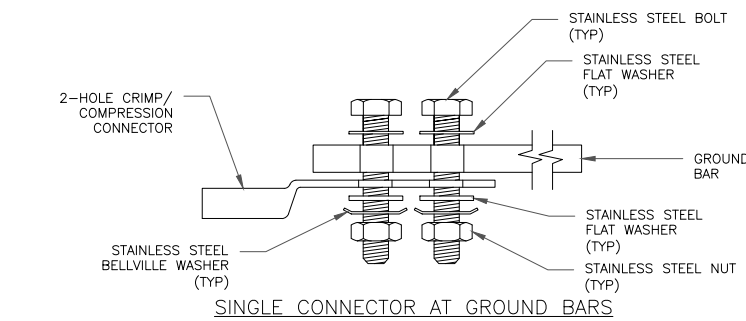 STAINLESS STEEL BOLT
(TYP)
STAINLESS STEEL
FLAT WASHER
(TYP)
2-HOLE CRIMP/
COMPRESSION
CONNECTOR
GROUND
BAR
STAINLESS STEEL
FLAT WASHER
(TYP)
STAINLESS STEEL
BELLVILLE WASHER
(TYP)
STAINLESS STEEL NUT
(TYP)
SINGLE CONNECTOR AT GROUND BARS